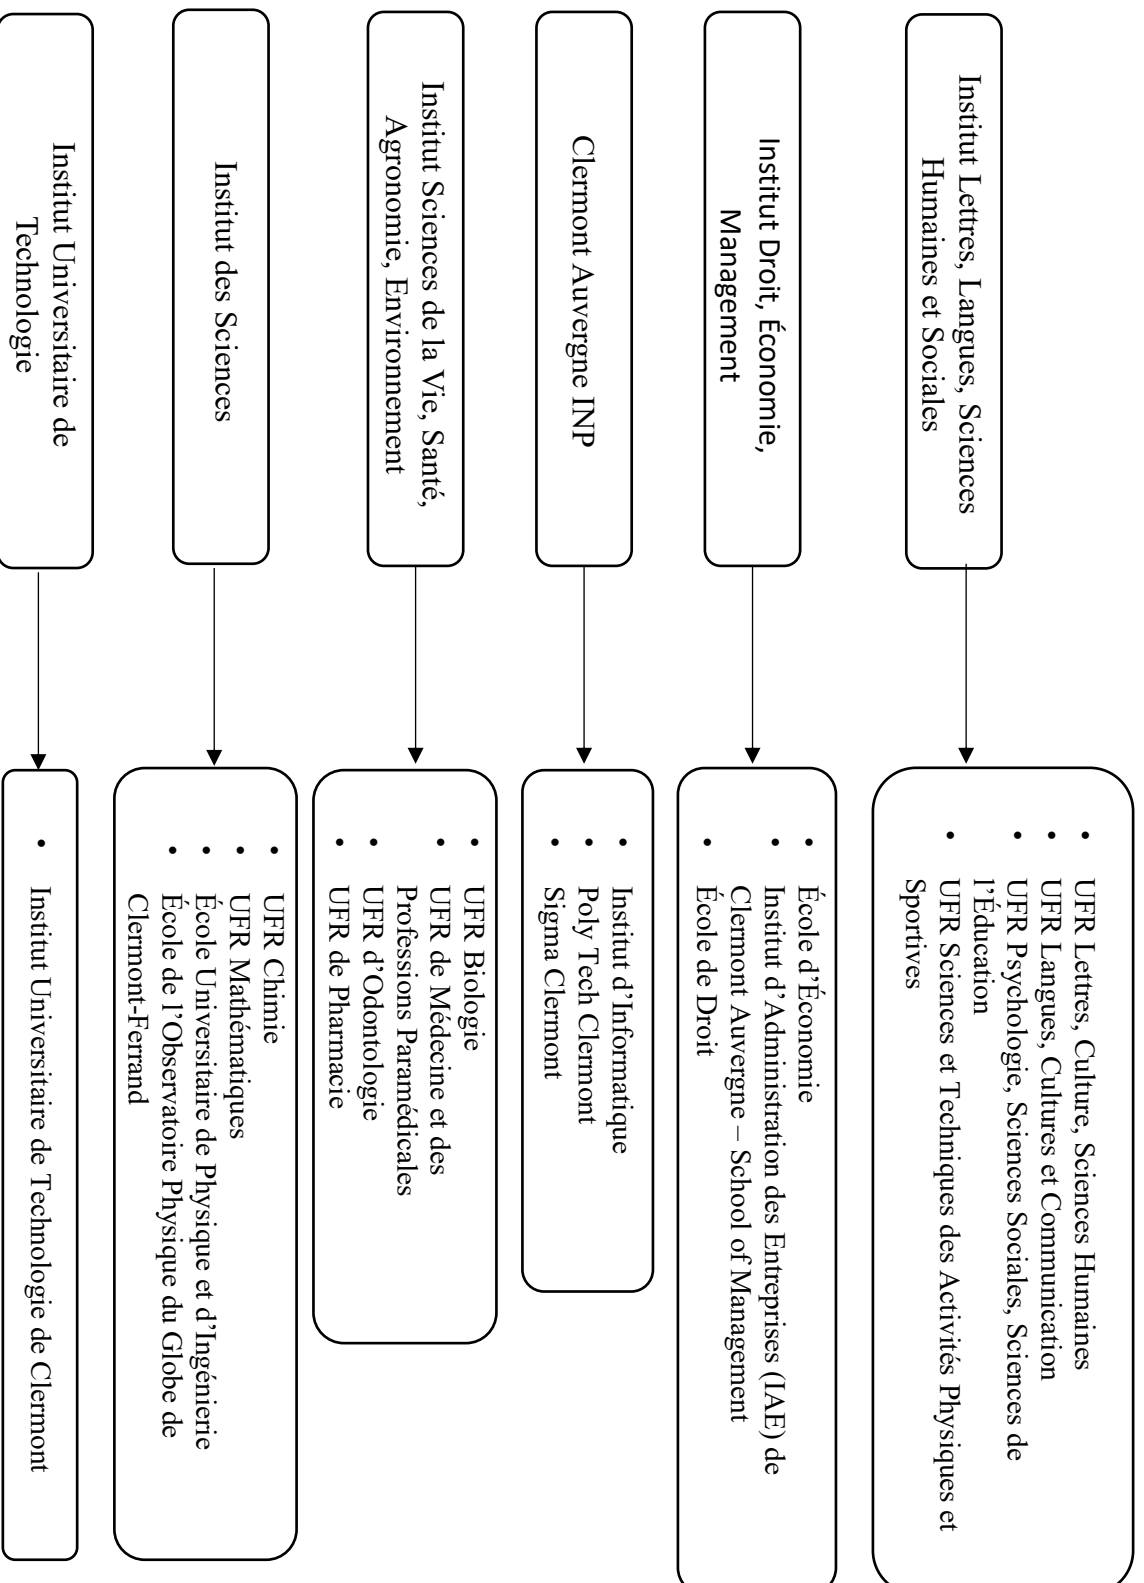 Institut Lettres, Langues, Sciences
Humaines et Sociales
• UFR Lettres, Culture, Sciences Humaines
• UFR Langues, Cultures et Communication
• UFR Psychologie, Sciences Sociales, Sciences de
l’Éducation
• UFR Sciences et Techniques des Activités Physiques et
Sportives
Institut Droit, Économie,
Management
• École d’Économie
• Institut d’Administration des Entreprises (IAE) de
Clermont Auvergne – School of Management
• École de Droit
Clermont Auvergne INP
• Institut d’Informatique
• Poly Tech Clermont
• Sigma Clermont
Institut Sciences de la Vie, Santé,
Agronomie, Environnement
• UFR Biologie
• UFR de Médecine et des
Professions Paramédicales
• UFR d’Odontologie
• UFR de Pharmacie
Institut des Sciences
• UFR Chimie
• UFR Mathématiques
• École Universitaire de Physique et d’Ingénierie
• École de l’Observatoire Physique du Globe de
Clermont-Ferrand
Institut Universitaire de
Technologie
• Institut Universitaire de Technologie de Clermont